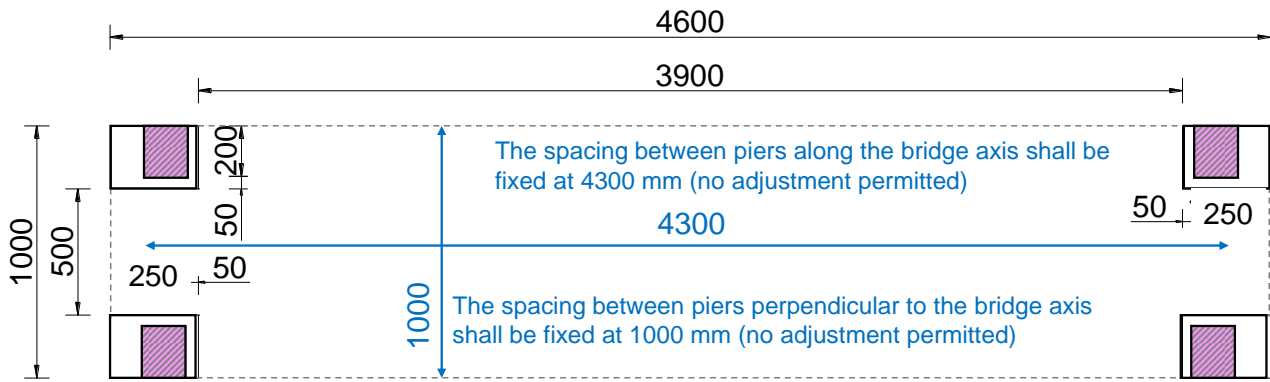 4600
3900
200
The spacing between piers along the bridge axis shall be
fixed at 4300 mm (no adjustment permitted)
50
50 250
4300
1000
500
250 50
1000
The spacing between piers perpendicular to the bridge axis
shall be fixed at 1000 mm (no adjustment permitted)